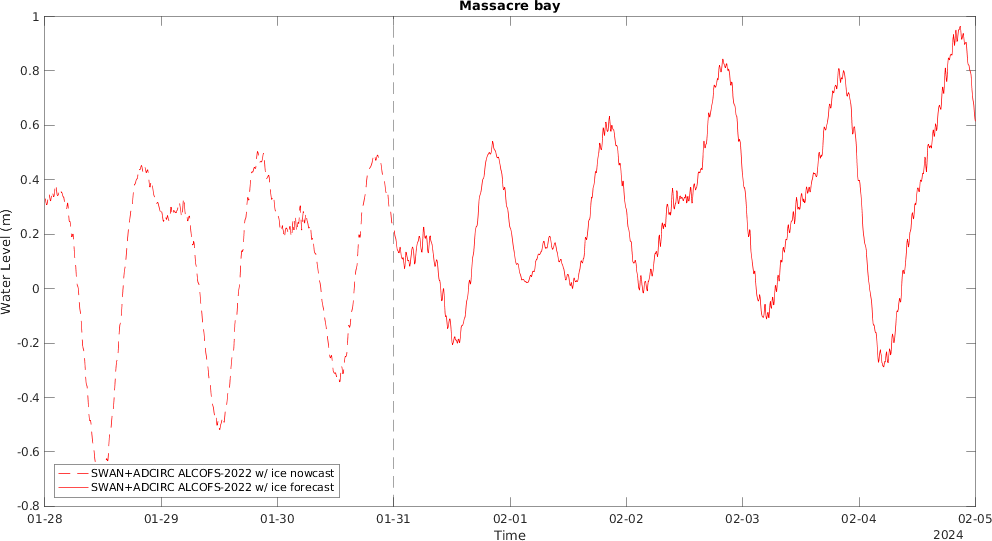 Massacre bay
1
0.8
0.6
0.4
0.2
0
-0.2
-0.4
-0.6
-0.8
Water Level (m)
SWAN+ADCIRC ALCOFS-2022 w/ ice nowcast
SWAN+ADCIRC ALCOFS-2022 w/ ice forecast
01-28 01-29 01-30 01-31 02-01 02-02 02-03 02-04 02-05
Time
2024